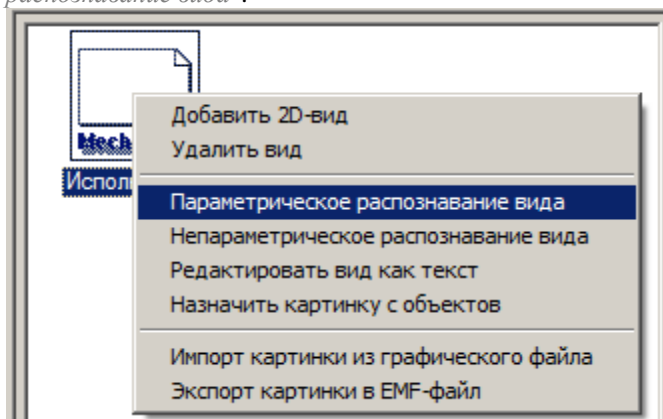 распознавание вида
Mech
Испол
Добавить 2D-вид
Удалить вид
Параметрическое распознавание вида
Непараметрическое распознавание вида
Редактировать вид как текст
Назначить картинку с объектов
Импорт картинки из графического файла
Экспорт картинки в EMF-файл